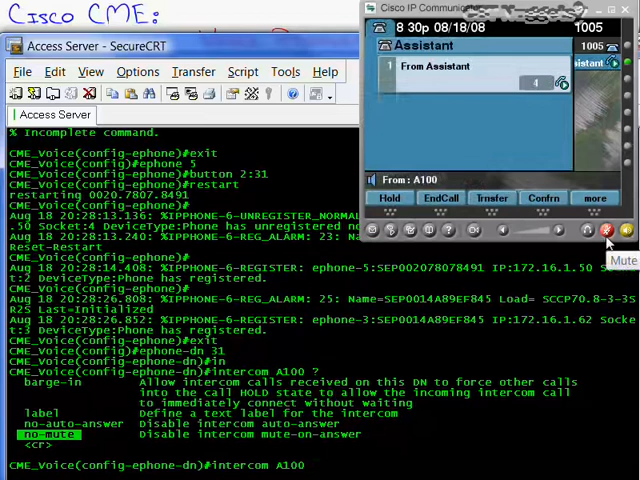 Cisco CME:
Access Server - SecureCRT
File Edit View Options Transfer Script Tools Help
Access Server
% Incomplete command.
CME_Voice(config-ephone)#exit
CME_Voice(config)#ephone 5
CME_Voice(config-ephone)#button 2:31
CME_Voice(config-ephone)#restart
restarting 0020.7807.8491
CME_Voice(config-ephone)#
Aug 18 20:28:13.136: %IPPHONE-6-UNREGISTER_NORMAL
.50 Socket:4 DeviceType:Phone has unregistered no
Aug 18 20:28:13.240: %IPPHONE-6-REG_ALARM: 23: Na
Reset-Restart
CME_Voice(config-ephone)#
Aug 18 20:28:14.408: %IPPHONE-6-REGISTER: ephone-5:SEP002078078491 IP:172.16.1.50 Socke
t:2 DeviceType:Phone has registered.
Aug 18 20:28:26.808: %IPPHONE-6-REG_ALARM: 25: Name=SEP0014A89EF845 Load= SCCP70.8-3-3S
R2S Last=Initialized
Aug 18 20:28:26.852: %IPPHONE-6-REGISTER: ephone-3:SEP0014A89EF845 IP:172.16.1.62 Socke
t:3 DeviceType:Phone has registered.
CME_Voice(config-ephone)#exit
CME_Voice(config)#ephone-dn 31
CME_Voice(config-ephone-dn)#in
CME_Voice(config-ephone-dn)#intercom A100 ?
barge-in Allow intercom calls received on this DN to force other calls
into the call HOLD state to allow the incoming intercom call
to immediately connect without waiting
label Define a text label for the intercom
no-auto-answer Disable intercom auto-answer
no-mute Disable intercom mute-on-answer
<cr>
CME_Voice(config-ephone-dn)#intercom A100
Cisco IP Communicator
CBT Nuggets
8 30p 08/18/08 1005
Assistant
1005
1 From Assistant
sistant
4
From : A100
Hold EndCall Trnsfer Confrn more
Mute